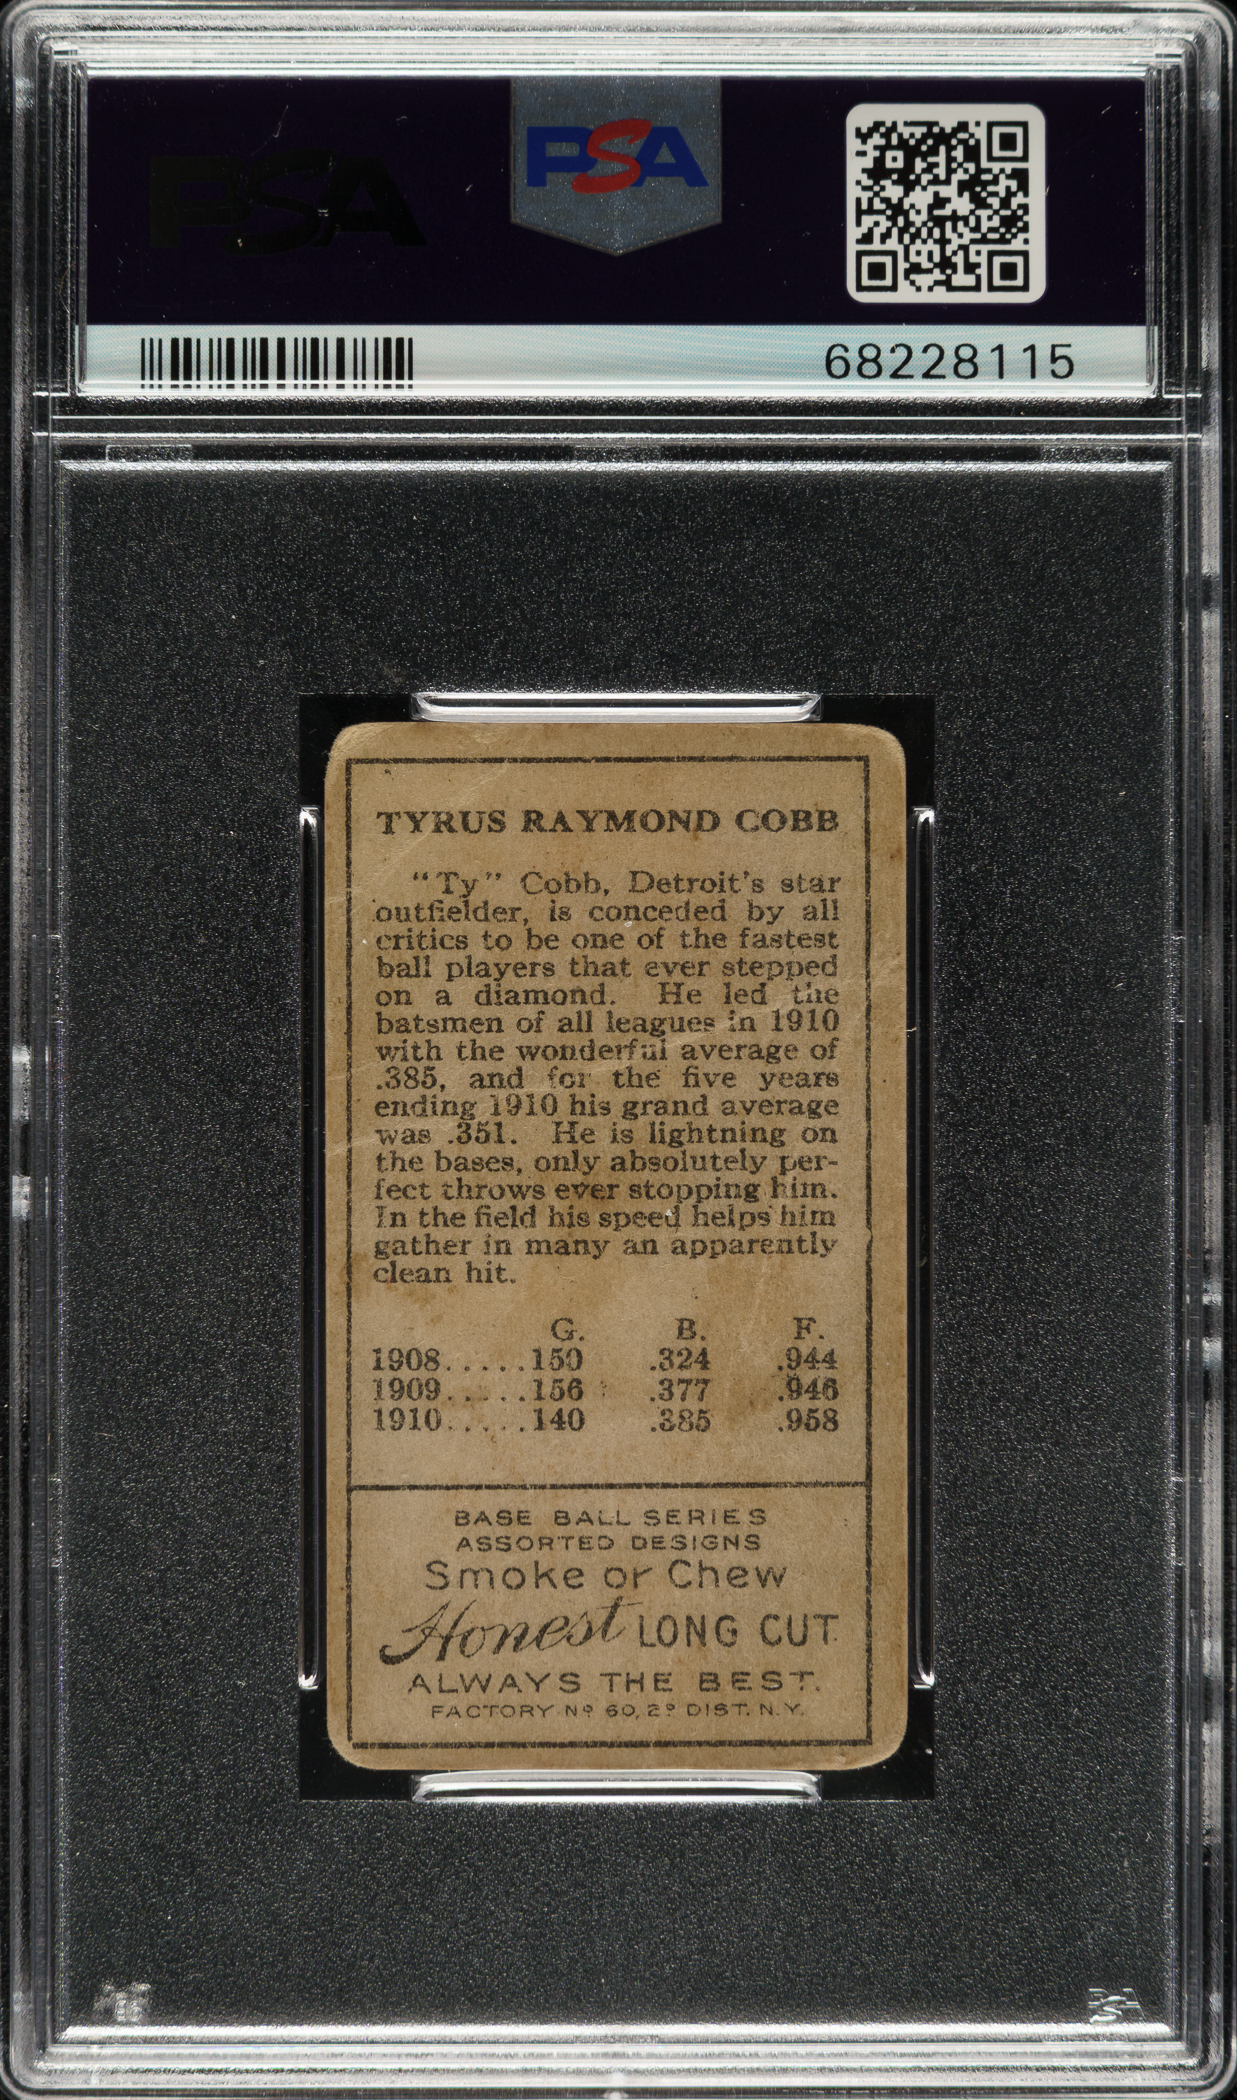 PSA
PSA
68228115
TYRUS RAYMOND COBB
"Ty" Cobb, Detroit's star
outfielder, is conceded by all
critics to be one of the fastest
ball players that ever stepped
on a diamond. He led the
batsmen of all leagues in 1910
with the wonderful average of
.385, and for the five years
ending 1910 his grand average
was .351. He is lightning on
the bases, only absolutely per-
fect throws ever stopping him.
In the field his speed helps him
gather in many an apparently
clean hit.
G. B. F.
1908.....150 .324 .944
1909.....156 .377 .946
1910.....140 .385 .958
BASE BALL SERIES
ASSORTED DESIGNS
Smoke or Chew
Honest LONG CUT
ALWAYS THE BEST.
FACTORY Nº 60, 2º DIST. N.Y.
PSA